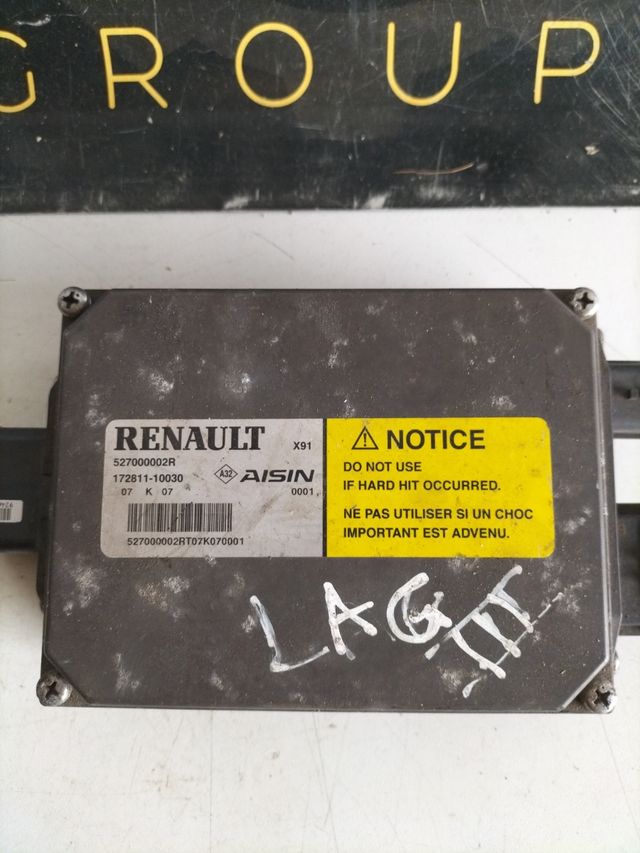 GROUP
RENAULT X91
527000002R
172811-10030 A32 AISIN
07 K 07 0001
527000002RT07K070001
NOTICE
DO NOT USE
IF HARD HIT OCCURRED.
NE PAS UTILISER SI UN CHOC
IMPORTANT EST ADVENU.
LAG III